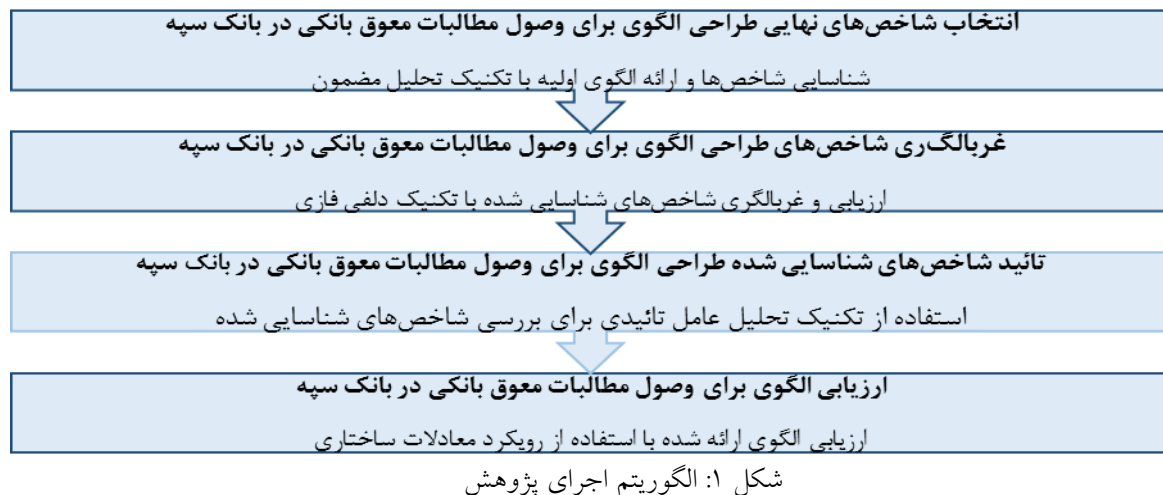 انتخاب شاخص‌های نهایی طراحی الگوی برای وصول مطالبات معوق بانکی در بانک سپه
شناسایی شاخص‌ها و ارائه الگوی اولیه با تکنیک تحلیل مضمون
غربالگری شاخص‌های طراحی الگوی برای وصول مطالبات معوق بانکی در بانک سپه
ارزیابی و غربالگری شاخص‌های شناسایی شده با تکنیک دلفی فازی
تائید شاخص‌های شناسایی شده طراحی الگوی برای وصول مطالبات معوق بانکی در بانک سپه
استفاده از تکنیک تحلیل عامل تائیدی برای بررسی شاخص‌های شناسایی شده
ارزیابی الگوی برای وصول مطالبات معوق بانکی در بانک سپه
ارزیابی الگوی ارائه شده با استفاده از رویکرد معادلات ساختاری
شکل ۱: الگوریتم اجرای پژوهش